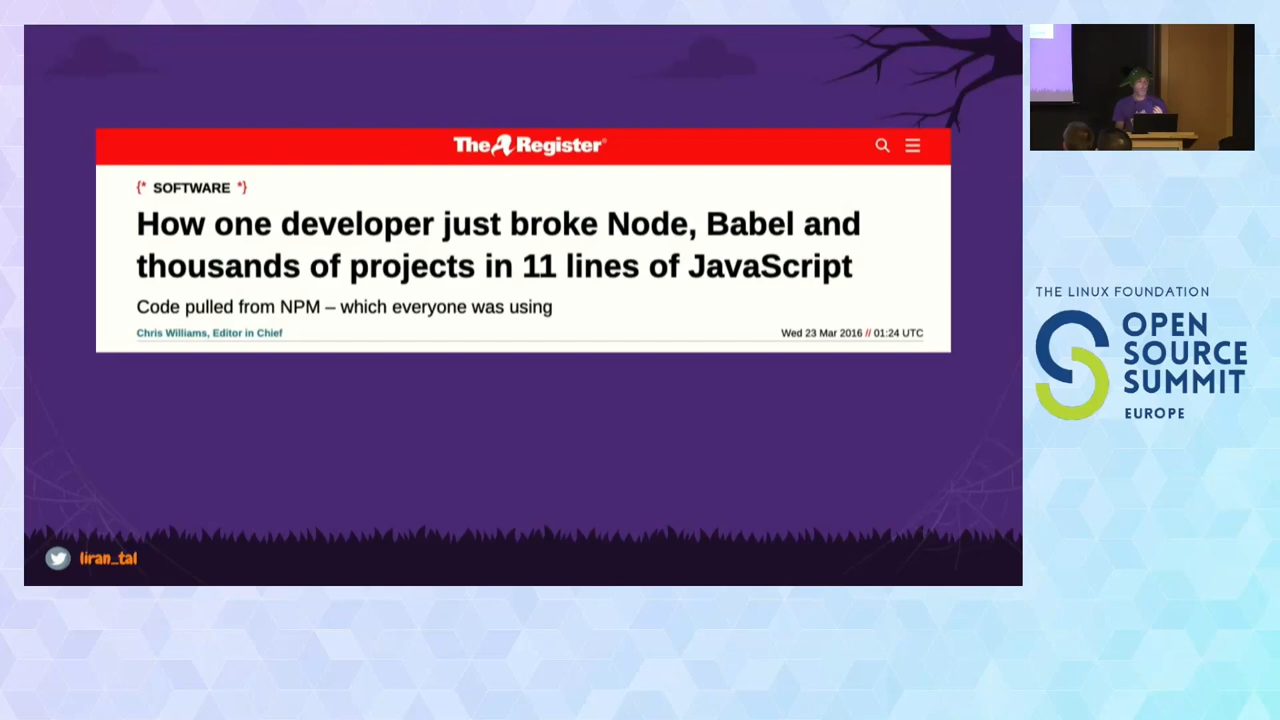 The Register®
{* SOFTWARE *}
How one developer just broke Node, Babel and
thousands of projects in 11 lines of JavaScript
Code pulled from NPM – which everyone was using
Chris Williams, Editor in Chief
Wed 23 Mar 2016 // 01:24 UTC
liran_tal
THE LINUX FOUNDATION
OPEN
SOURCE
SUMMIT
EUROPE